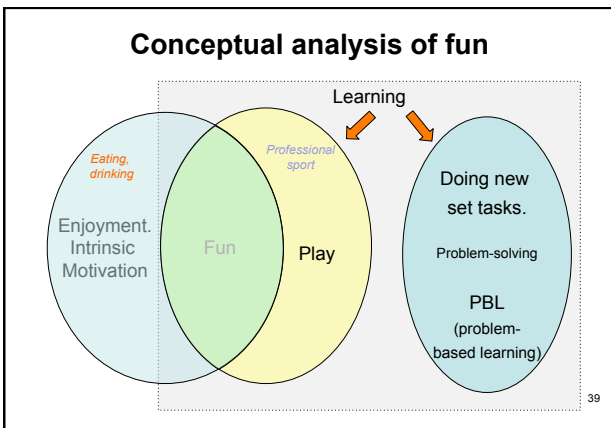 Conceptual analysis of fun
Learning
Eating,
drinking
Professional
sport
Enjoyment.
Intrinsic
Motivation
Fun
Play
Doing new
set tasks.
Problem-solving
PBL
(problem-
based learning)
39